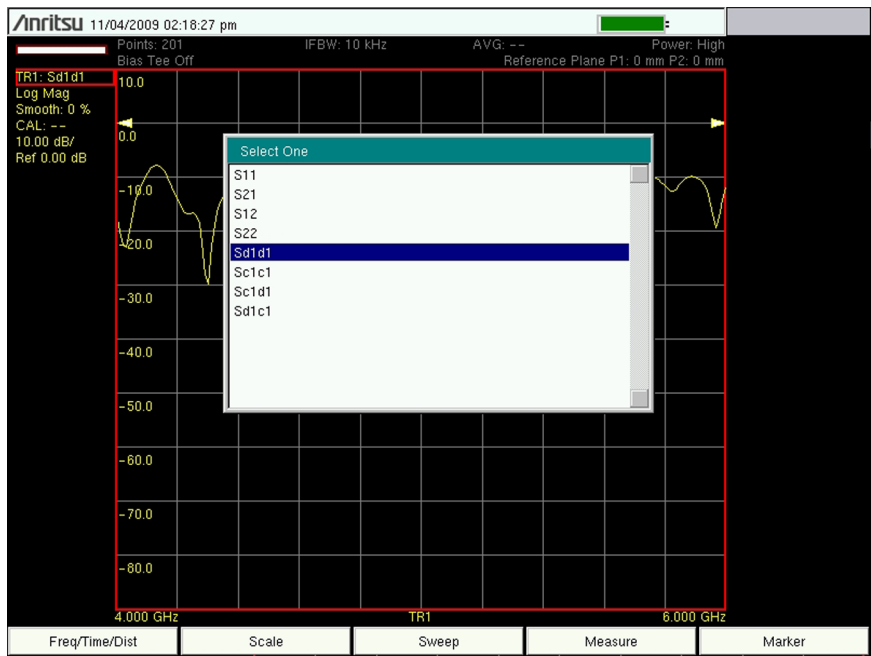 Anritsu 11/04/2009 02:18:27 pm
Points: 201 IFBW: 10 kHz AVG: -- Power: High
Bias Tee Off Reference Plane P1: 0 mm P2: 0 mm
TR1: Sd1d1
Log Mag
Smooth: 0 %
CAL: --
10.00 dB/
Ref 0.00 dB
10.0
0.0
-10.0
-20.0
-30.0
-40.0
-50.0
-60.0
-70.0
-80.0
Select One
S11
S21
S12
S22
Sd1d1
Sc1c1
Sc1d1
Sd1c1
4.000 GHz TR1 6.000 GHz
Freq/Time/Dist Scale Sweep Measure Marker